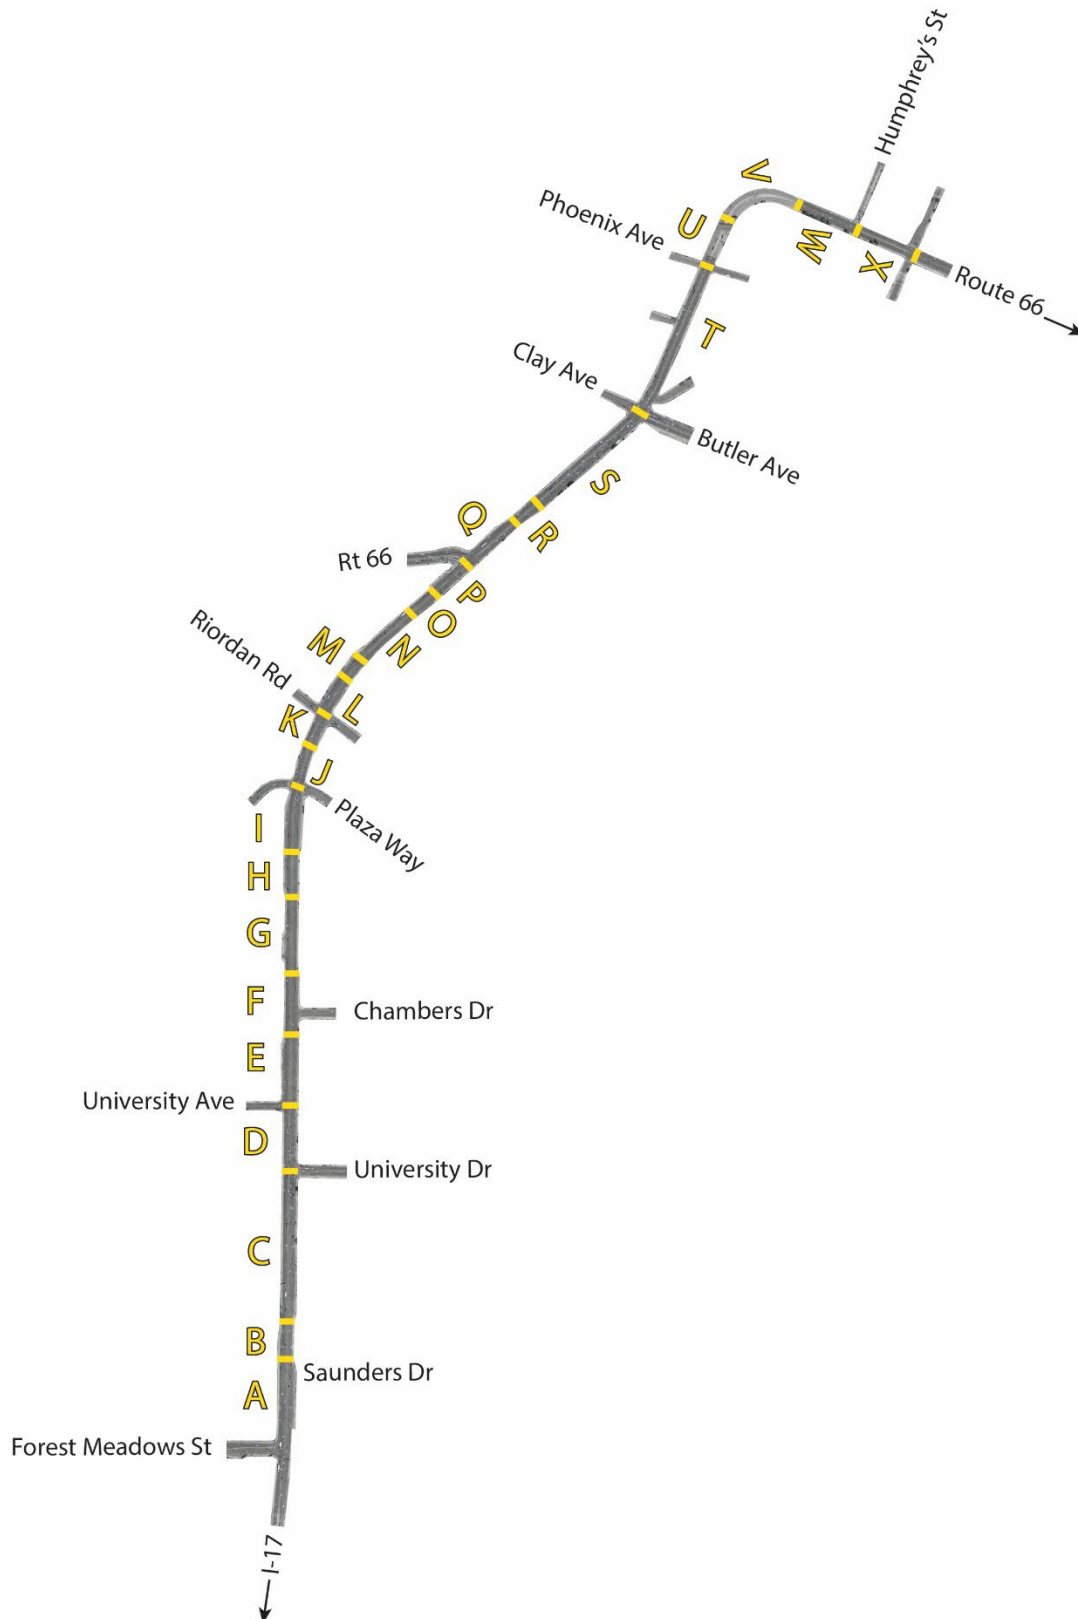 Humphrey's St
V
Phoenix Ave
U
W
X
Route 66
T
Clay Ave
Butler Ave
S
Q
R
Rt 66
P
O
N
M
Riordan Rd
L
K
J
Plaza Way
I
H
G
F
Chambers Dr
E
University Ave
D
University Dr
C
B
Saunders Dr
A
Forest Meadows St
I-17